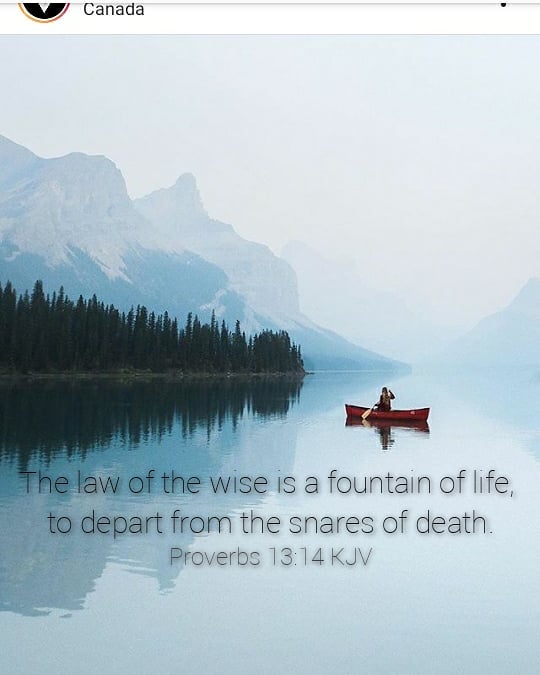 Canada
The law of the wise is a fountain of life,
to depart from the snares of death.
Proverbs 13:14 KJV